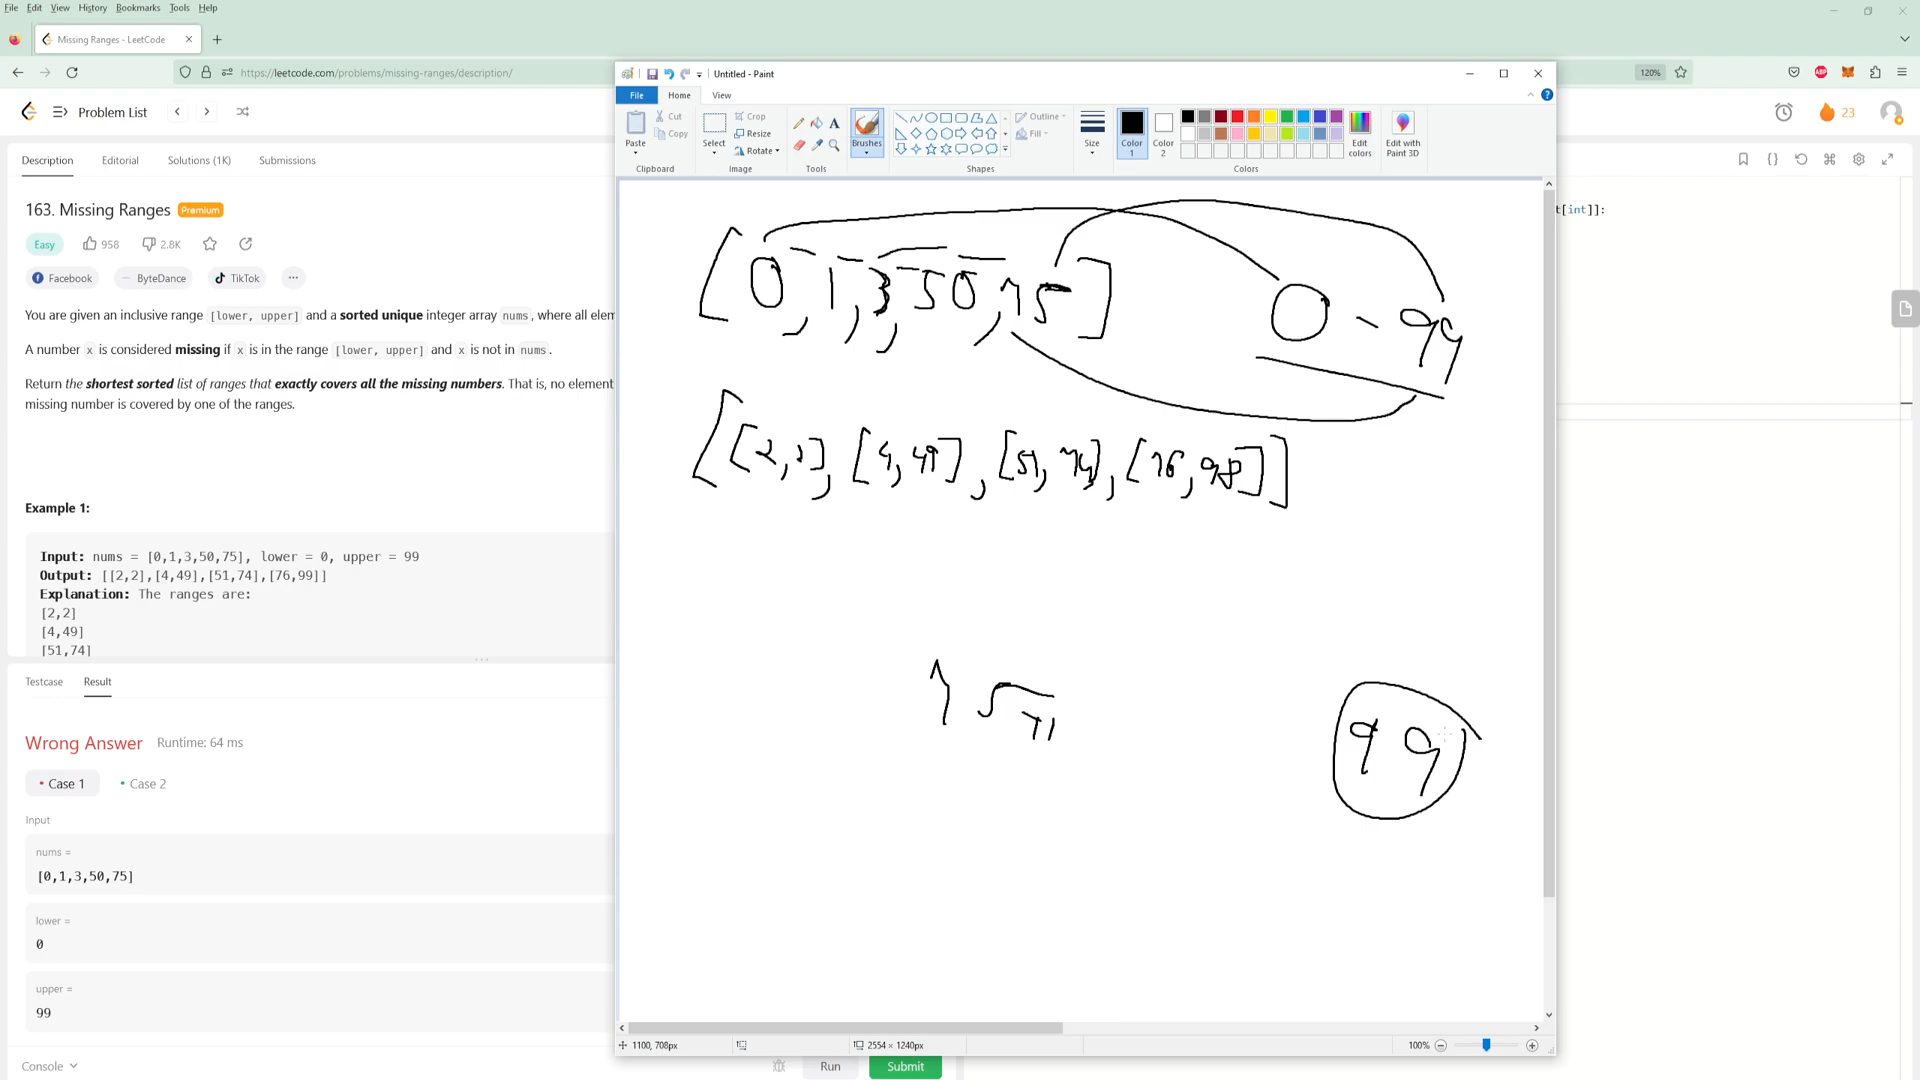 File Edit View History Bookmarks Tools Help
Missing Ranges - LeetCode
https://leetcode.com/problems/missing-ranges/description/
120%
ABP
Problem List
23
Description Editorial Solutions (1K) Submissions
163. Missing Ranges Premium
Easy 958 2.8K
Facebook ByteDance TikTok
You are given an inclusive range [lower, upper] and a sorted unique integer array nums, where all elem
A number x is considered missing if x is in the range [lower, upper] and x is not in nums.
Return the shortest sorted list of ranges that exactly covers all the missing numbers. That is, no element
missing number is covered by one of the ranges.
Example 1:
Input: nums = [0,1,3,50,75], lower = 0, upper = 99
Output: [[2,2],[4,49],[51,74],[76,99]]
Explanation: The ranges are:
[2,2]
[4,49]
[51,74]
Testcase Result
Wrong Answer Runtime: 64 ms
Case 1 Case 2
Input
nums =
[0,1,3,50,75]
lower =
0
upper =
99
Console Run Submit
Untitled - Paint
File Home View
Paste Cut Copy
Clipboard
Select Crop Resize Rotate
Image
Tools
Brushes
Outline Fill
Shapes
Size
Color 1 Color 2
Edit colors
Colors
Edit with Paint 3D
[0, 1, 3, 50, 75]
0 - 99
[[2,2], [4,49], [51,74], [76,98]]
99
1100, 708px
2554 × 1240px
100%
t[int]]: